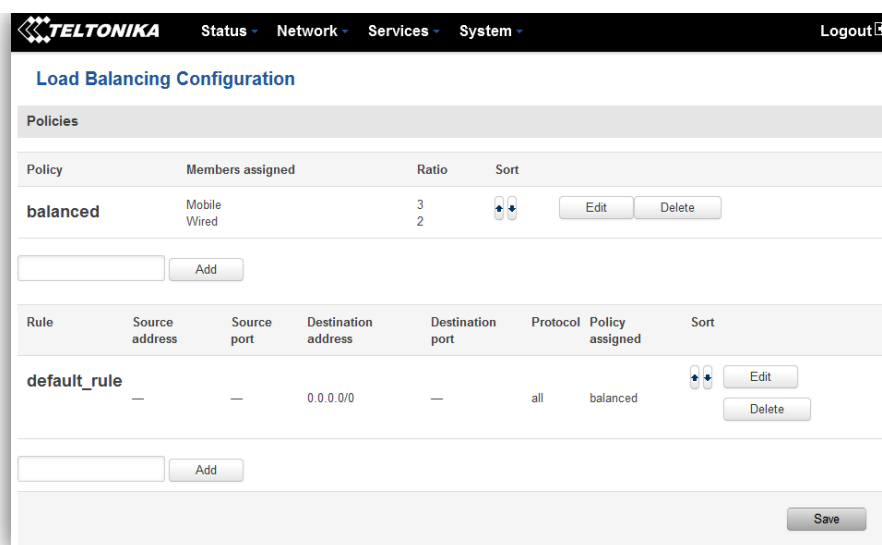 TELTONIKA Status Network Services System Logout
Load Balancing Configuration
Policies
Policy Members assigned Ratio Sort
balanced Mobile 3 Edit Delete
Wired 2
Add
Rule Source address Source port Destination address Destination port Protocol Policy assigned Sort
default_rule — — 0.0.0.0/0 — all balanced Edit
Delete
Add
Save